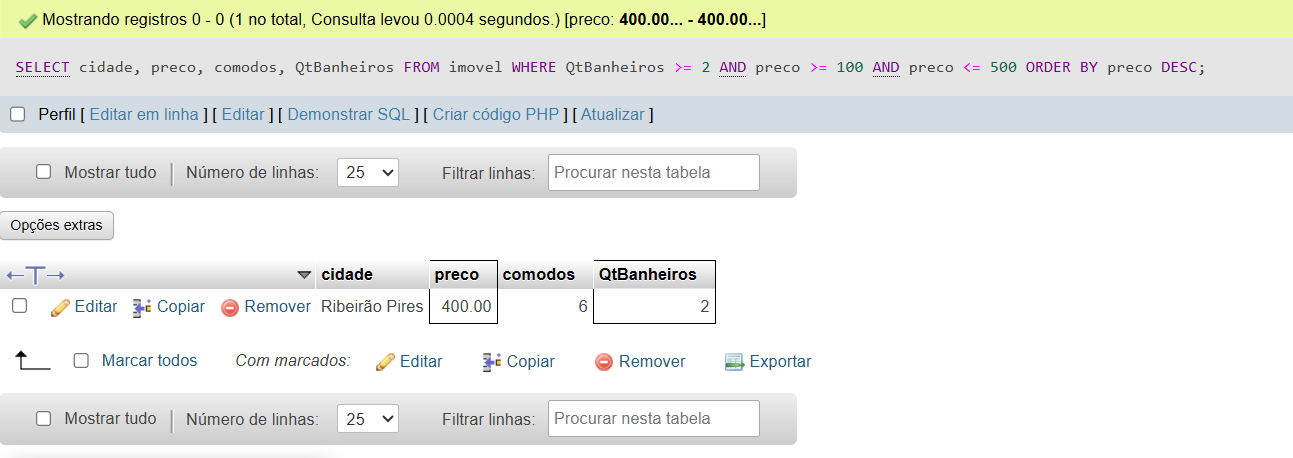 Mostrando registros 0 - 0 (1 no total, Consulta levou 0.0004 segundos.) [preco: 400.00... - 400.00...]
SELECT cidade, preco, comodos, QtBanheiros FROM imovel WHERE QtBanheiros >= 2 AND preco >= 100 AND preco <= 500 ORDER BY preco DESC;
Perfil [ Editar em linha ] [ Editar ] [ Demonstrar SQL ] [ Criar código PHP ] [ Atualizar ]
Mostrar tudo Número de linhas: 25 Filtrar linhas: Procurar nesta tabela
Opções extras
cidade preco comodos QtBanheiros
Editar Copiar Remover Ribeirão Pires 400.00 6 2
Marcar todos Com marcados: Editar Copiar Remover Exportar
Mostrar tudo Número de linhas: 25 Filtrar linhas: Procurar nesta tabela